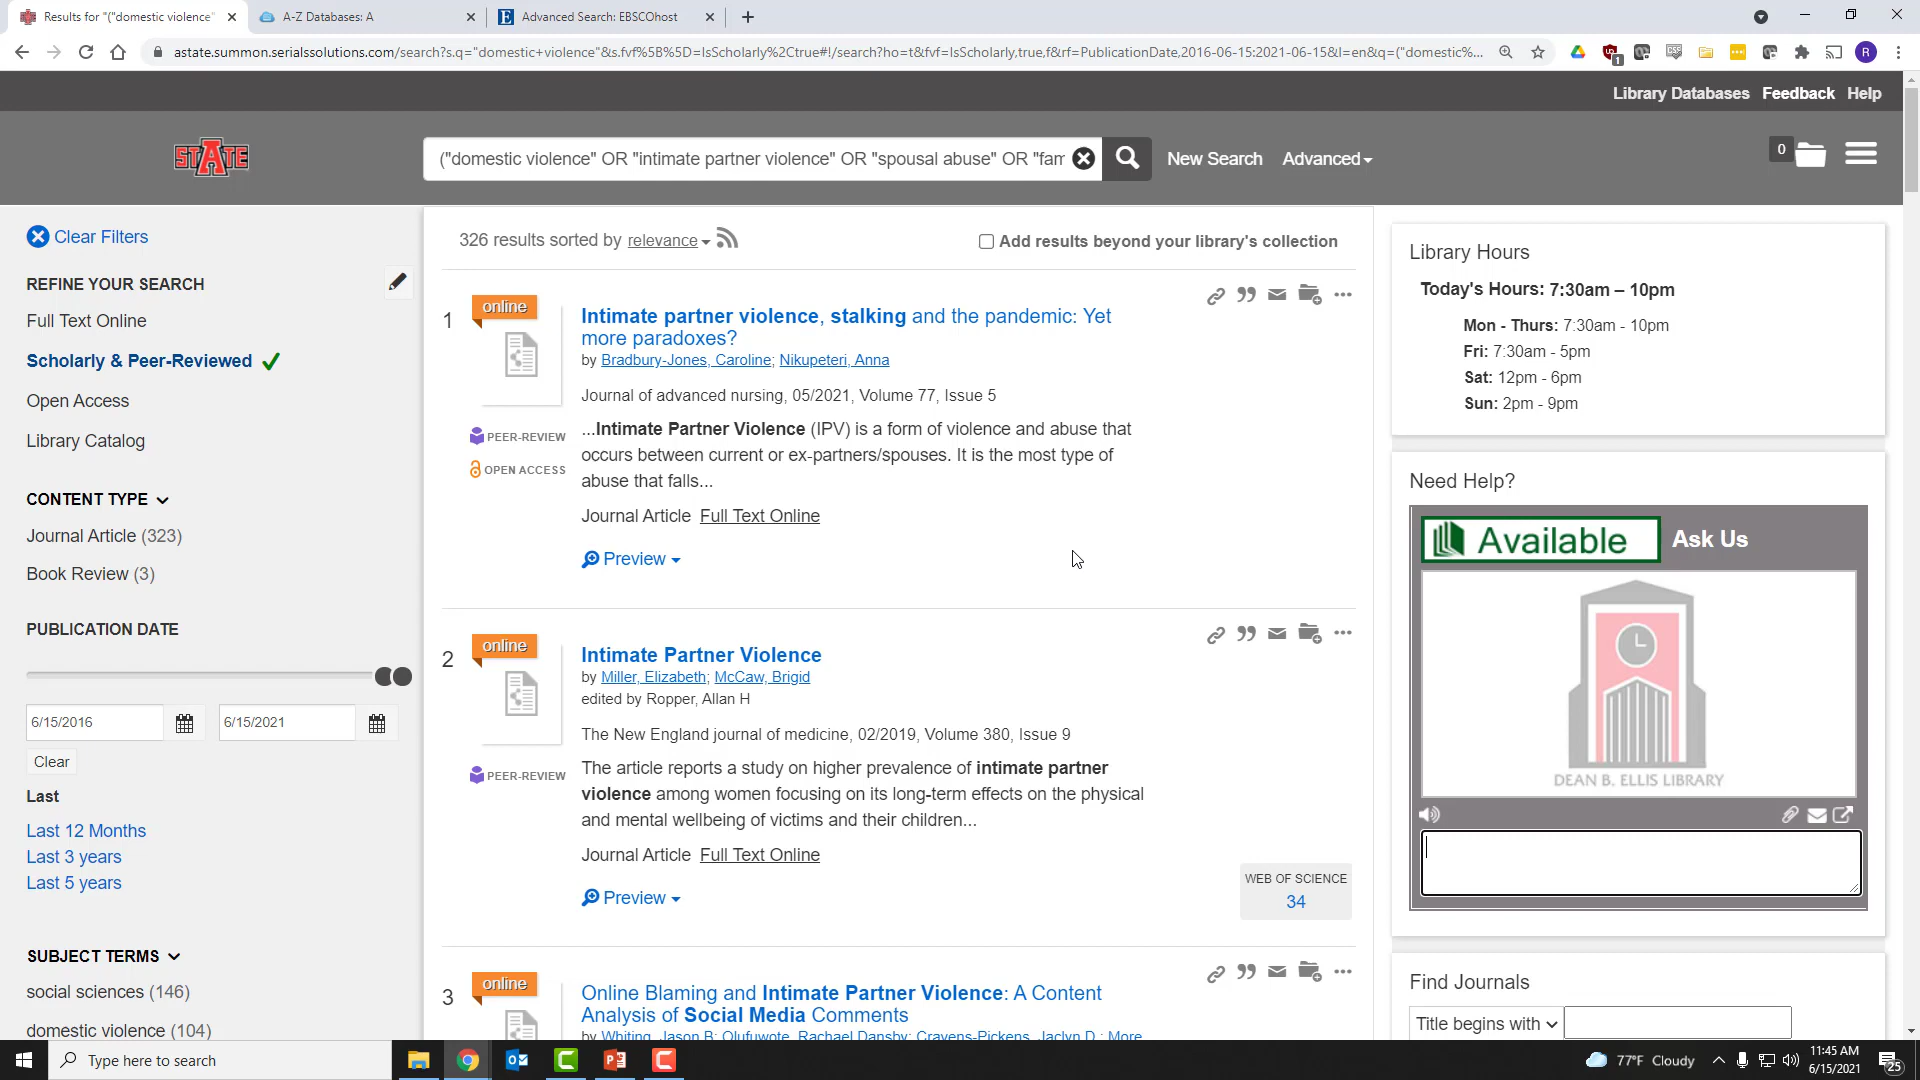 Results for "("domestic violence"
A-Z Databases: A
Advanced Search: EBSCOhost
astate.summon.serialssolutions.com/search?s.q="domestic+violence"&s.fvf%5B%5D=IsScholarly%2Ctrue#!/search?ho=t&fvf=IsScholarly,true,f&rf=PublicationDate,2016-06-15:2021-06-15&l=en&q=("domestic%...
1
R
Library Databases Feedback Help
STATE
("domestic violence" OR "intimate partner violence" OR "spousal abuse" OR "fam
New Search
Advanced
0
Clear Filters
REFINE YOUR SEARCH
Full Text Online
Scholarly & Peer-Reviewed
Open Access
Library Catalog
CONTENT TYPE
Journal Article (323)
Book Review (3)
PUBLICATION DATE
6/15/2016
6/15/2021
Clear
Last
Last 12 Months
Last 3 years
Last 5 years
SUBJECT TERMS
social sciences (146)
domestic violence (104)
326 results sorted by relevance
Add results beyond your library's collection
1
online
Intimate partner violence, stalking and the pandemic: Yet
more paradoxes?
by Bradbury-Jones, Caroline; Nikupeteri, Anna
Journal of advanced nursing, 05/2021, Volume 77, Issue 5
PEER-REVIEW
OPEN ACCESS
...Intimate Partner Violence (IPV) is a form of violence and abuse that
occurs between current or ex-partners/spouses. It is the most type of
abuse that falls...
Journal Article Full Text Online
Preview
2
online
Intimate Partner Violence
by Miller, Elizabeth; McCaw, Brigid
edited by Ropper, Allan H
The New England journal of medicine, 02/2019, Volume 380, Issue 9
PEER-REVIEW
The article reports a study on higher prevalence of intimate partner
violence among women focusing on its long-term effects on the physical
and mental wellbeing of victims and their children...
Journal Article Full Text Online
Preview
WEB OF SCIENCE
34
3
online
Online Blaming and Intimate Partner Violence: A Content
Analysis of Social Media Comments
by Whiting, Jason B; Olufuwote, Rachael Dansby; Cravens-Pickens, Jaclyn D.; More
Library Hours
Today's Hours: 7:30am – 10pm
Mon - Thurs: 7:30am - 10pm
Fri: 7:30am - 5pm
Sat: 12pm - 6pm
Sun: 2pm - 9pm
Need Help?
Available
Ask Us
DEAN B. ELLIS LIBRARY
Find Journals
Title begins with
Type here to search
77°F Cloudy
11:45 AM
6/15/2021
25